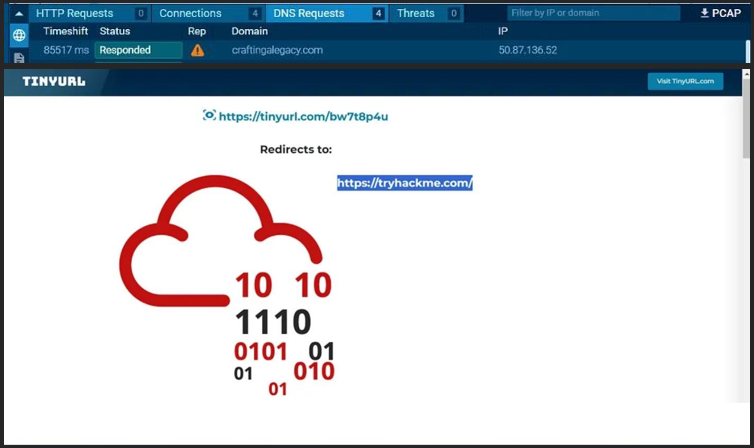 HTTP Requests 0 Connections 4 DNS Requests 4 Threats 0 Filter by IP or domain PCAP
Timeshift Status Rep Domain IP
85517 ms Responded craftingalegacy.com 50.87.136.52
TINYURL Visit TinyURL.com
https://tinyurl.com/bw7t8p4u
Redirects to:
https://tryhackme.com/
10 10
1110
0101 01
01 010
01